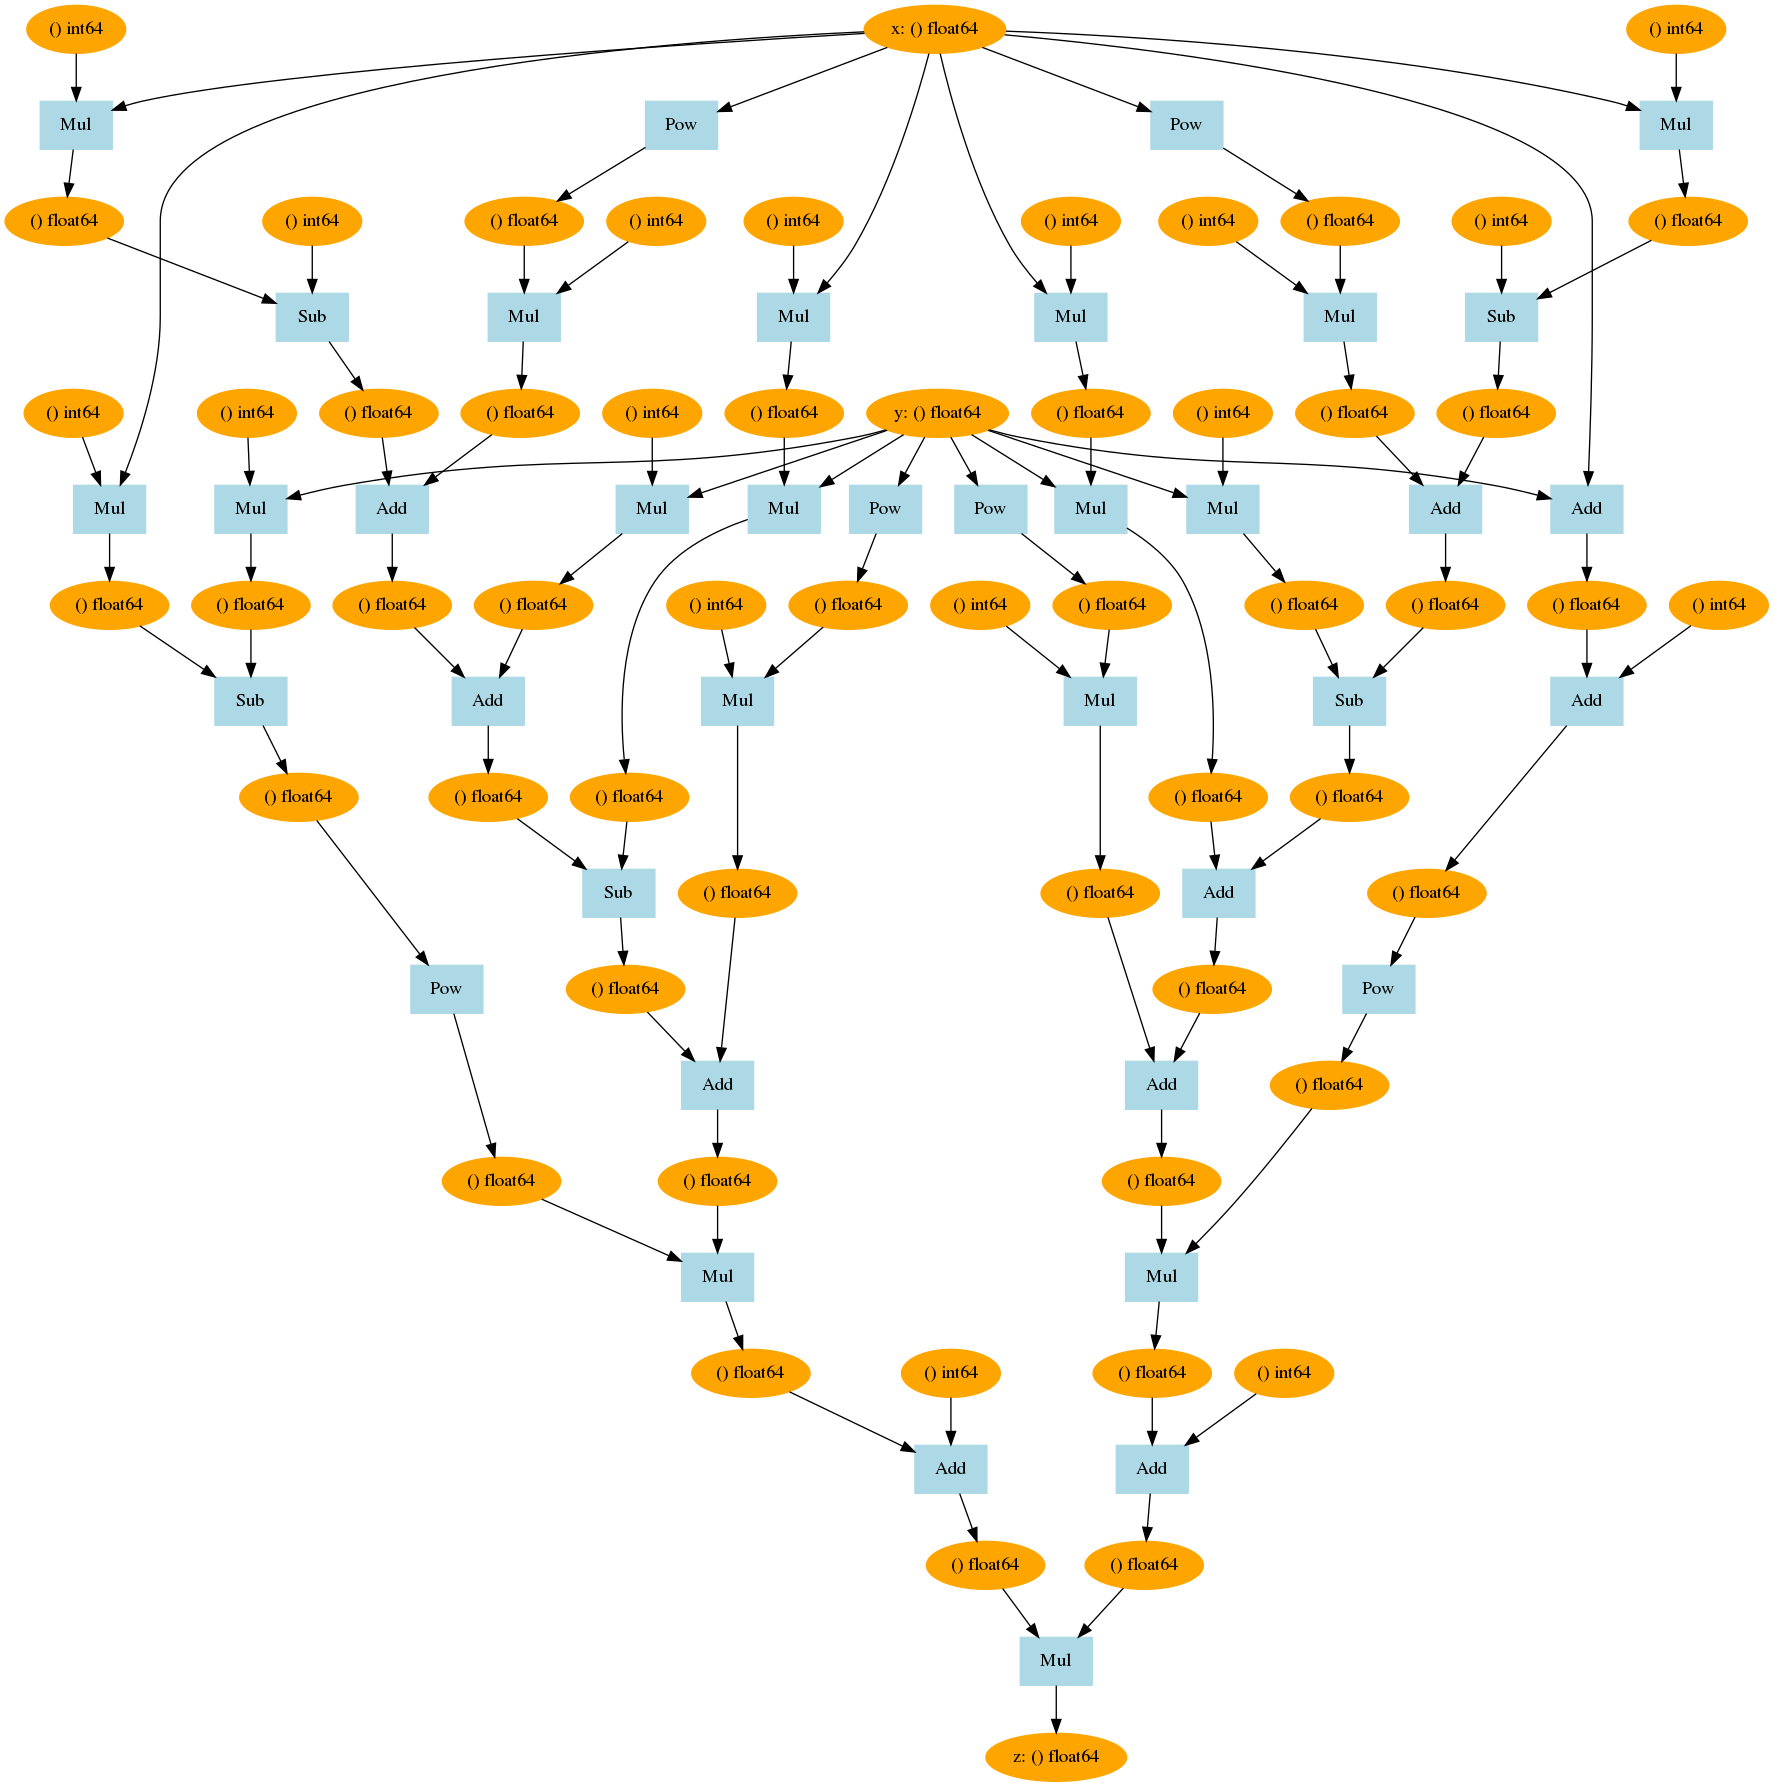 () int64
x: () float64
() int64
Mul
Pow
Pow
Mul
() float64
() int64
() float64
() int64
() int64
() int64
() int64
() float64
() int64
() float64
Sub
Mul
Mul
Mul
Mul
Sub
() int64
() int64
() float64
() float64
() int64
() float64
y: () float64
() float64
() int64
() float64
() float64
Mul
Mul
Add
Mul
Mul
Pow
Pow
Mul
Mul
Add
Add
() float64
() float64
() float64
() float64
() int64
() float64
() int64
() float64
() float64
() float64
() float64
() int64
Sub
Add
Mul
Mul
Sub
Add
() float64
() float64
() float64
() float64
() float64
Sub
() float64
() float64
Add
() float64
Pow
() float64
() float64
Pow
Add
Add
() float64
() float64
() float64
() float64
Mul
Mul
() float64
() int64
() float64
() int64
Add
Add
() float64
() float64
Mul
z: () float64